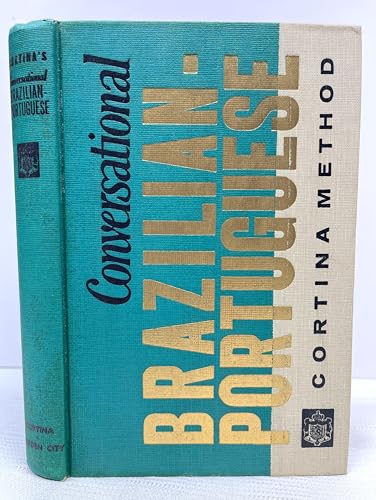 CORTINA'S
Conversational
BRAZILIAN-
PORTUGUESE
CORTINA
GARDEN CITY
Conversational
BRAZILIAN-
PORTUGUESE
CORTINA METHOD